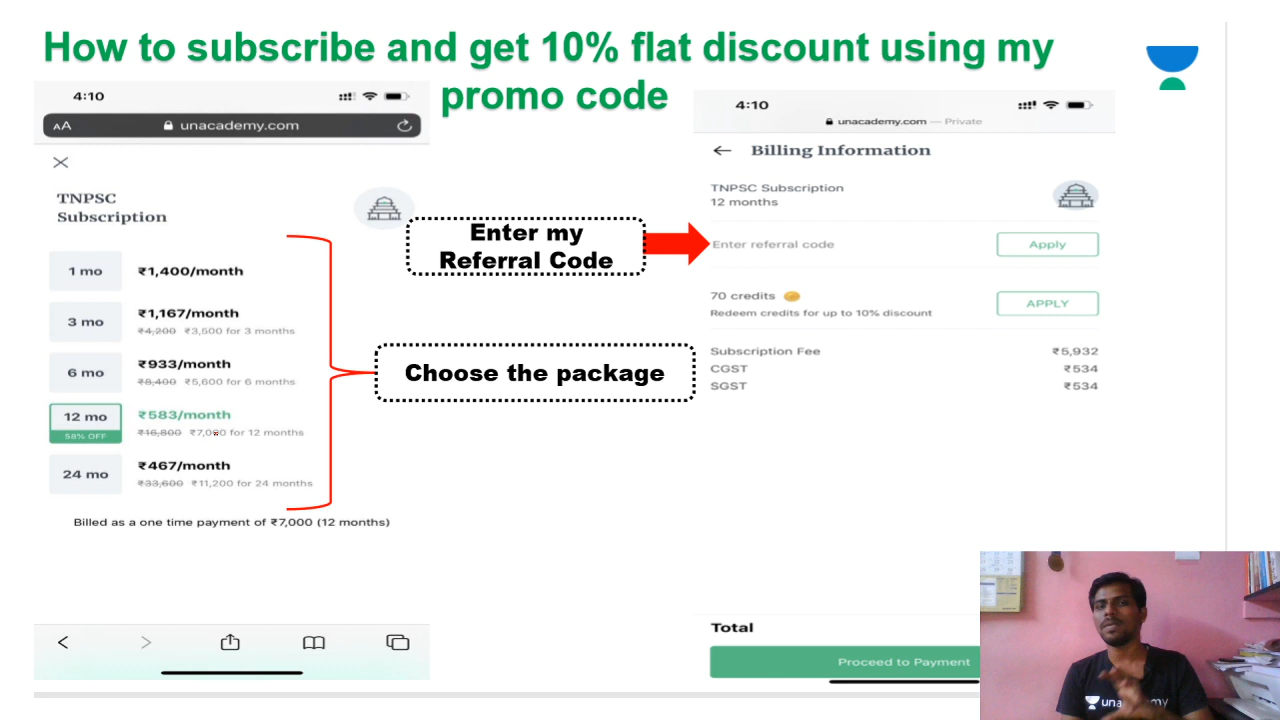 How to subscribe and get 10% flat discount using my
promo code
4:10
AA unacademy.com
TNPSC
Subscription
1 mo ₹1,400/month
3 mo ₹1,167/month
₹4,200 ₹3,500 for 3 months
6 mo ₹933/month
₹8,400 ₹5,600 for 6 months
12 mo ₹583/month
58% OFF ₹16,800 ₹7,000 for 12 months
24 mo ₹467/month
₹33,600 ₹11,200 for 24 months
Billed as a one time payment of ₹7,000 (12 months)
Enter my
Referral Code
Choose the package
4:10
unacademy.com — Private
Billing Information
TNPSC Subscription
12 months
Enter referral code Apply
70 credits APPLY
Redeem credits for up to 10% discount
Subscription Fee ₹5,932
CGST ₹534
SGST ₹534
Total
Proceed to Payment